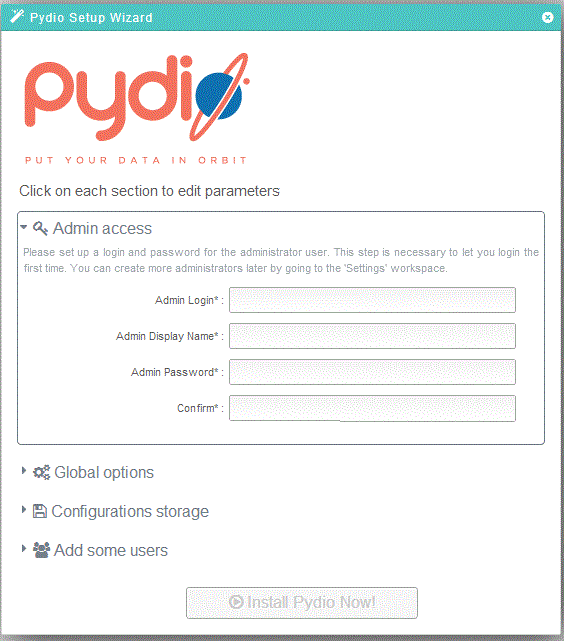 Pydio Setup Wizard
pydio
PUT YOUR DATA IN ORBIT
Click on each section to edit parameters
Admin access
Please set up a login and password for the administrator user. This step is necessary to let you login the
first time. You can create more administrators later by going to the 'Settings' workspace.
Admin Login* :
Admin Display Name* :
Admin Password* :
Confirm* :
Global options
Configurations storage
Add some users
Install Pydio Now!